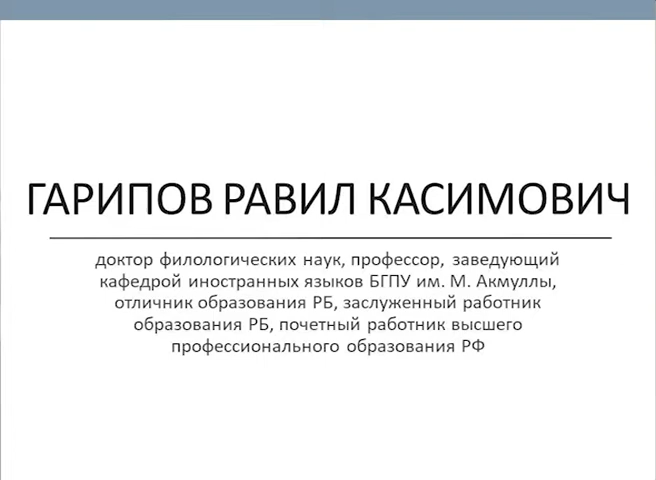 ГАРИПОВ РАВИЛ КАСИМОВИЧ
доктор филологических наук, профессор, заведующий
кафедрой иностранных языков БГПУ им. М. Акмуллы,
отличник образования РБ, заслуженный работник
образования РБ, почетный работник высшего
профессионального образования РФ